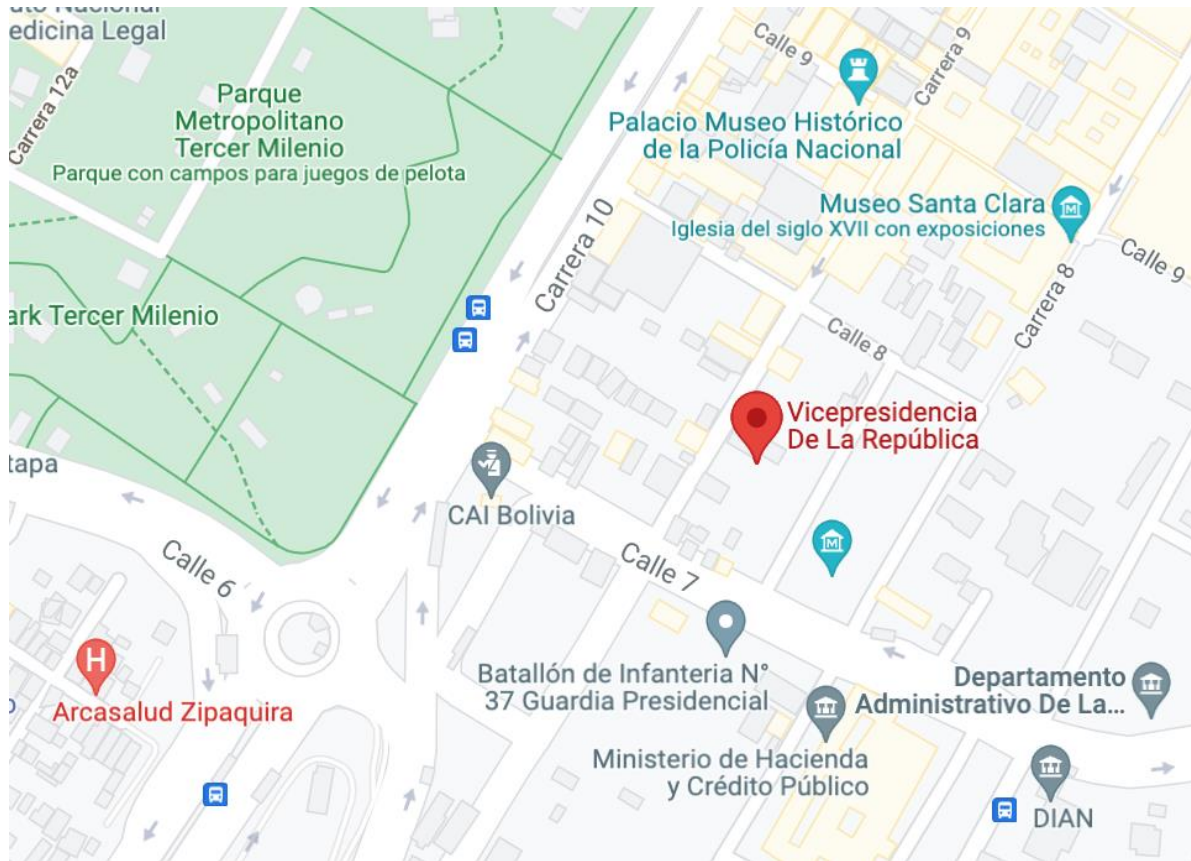 edicina Legal
Carrera 12a
Parque
Metropolitano
Tercer Milenio
Parque con campos para juegos de pelota
Calle 9
Carrera 9
Palacio Museo Histórico
de la Policía Nacional
Museo Santa Clara
Iglesia del siglo XVII con exposiciones
Carrera 10
Calle 9
Carrera 8
ark Tercer Milenio
Calle 8
Vicepresidencia
De La República
tapa
CAI Bolivia
Calle 6
Calle 7
H
Arcasalud Zipaquira
M
M
Batallón de Infanteria N°
37 Guardia Presidencial
Departamento
Administrativo De La...
Ministerio de Hacienda
y Crédito Público
DIAN